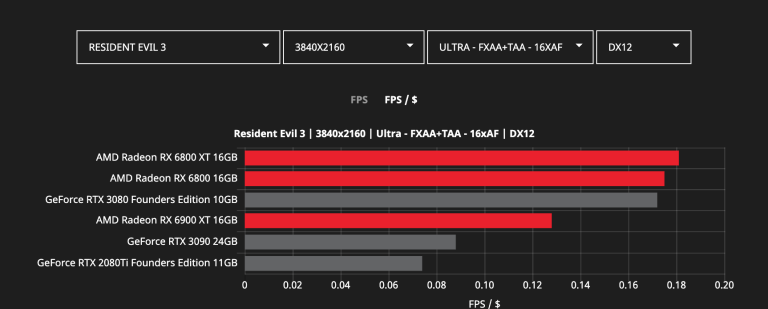 RESIDENT EVIL 3 3840X2160 ULTRA - FXAA+TAA - 16XAF DX12
FPS FPS / $
Resident Evil 3 | 3840x2160 | Ultra - FXAA+TAA - 16xAF | DX12
AMD Radeon RX 6800 XT 16GB
AMD Radeon RX 6800 16GB
GeForce RTX 3080 Founders Edition 10GB
AMD Radeon RX 6900 XT 16GB
GeForce RTX 3090 24GB
GeForce RTX 2080Ti Founders Edition 11GB
0 0.02 0.04 0.06 0.08 0.10 0.12 0.14 0.16 0.18 0.20
FPS / $